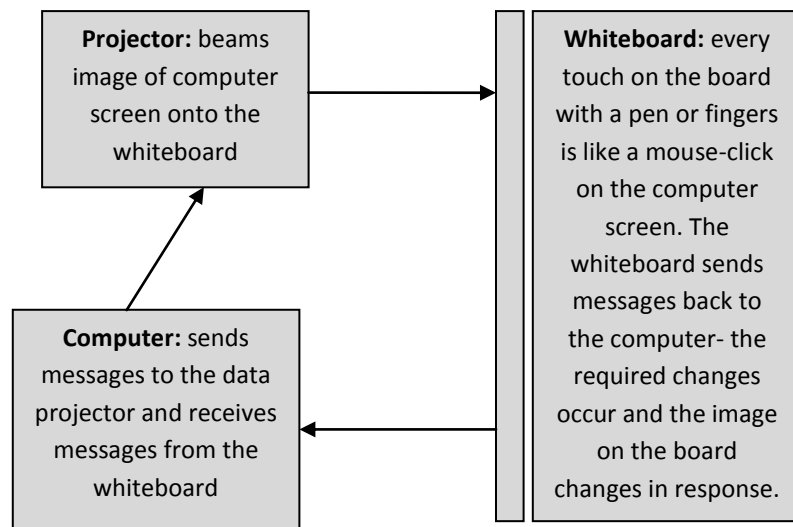 Projector: beams
image of computer
screen onto the
whiteboard
Whiteboard: every
touch on the board
with a pen or fingers
is like a mouse-click
on the computer
screen. The
whiteboard sends
messages back to
the computer- the
required changes
occur and the image
on the board
changes in response.
Computer: sends
messages to the data
projector and receives
messages from the
whiteboard